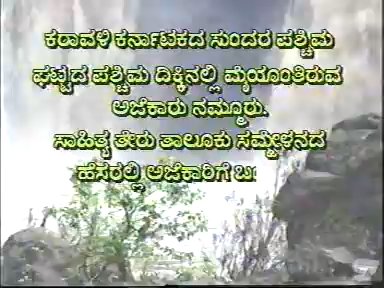 ಕರಾವಳಿ ಕರ್ನಾಟಕದ ಸುಂದರ ಪಶ್ಚಿಮ
ಘಟ್ಟದ ಪಶ್ಚಿಮ ದಿಕ್ಕಿನಲ್ಲಿ ಮೈಯೊಂತಿರುವ
ಅಜೆಕಾರು ನಮ್ಮೂರು.
ಸಾಹಿತ್ಯ ತೇರು ತಾಲೂಕು ಸಮ್ಮೇಳನದ
ಹೆಸರಲ್ಲಿ ಅಜೆಕಾರಿಗೆ